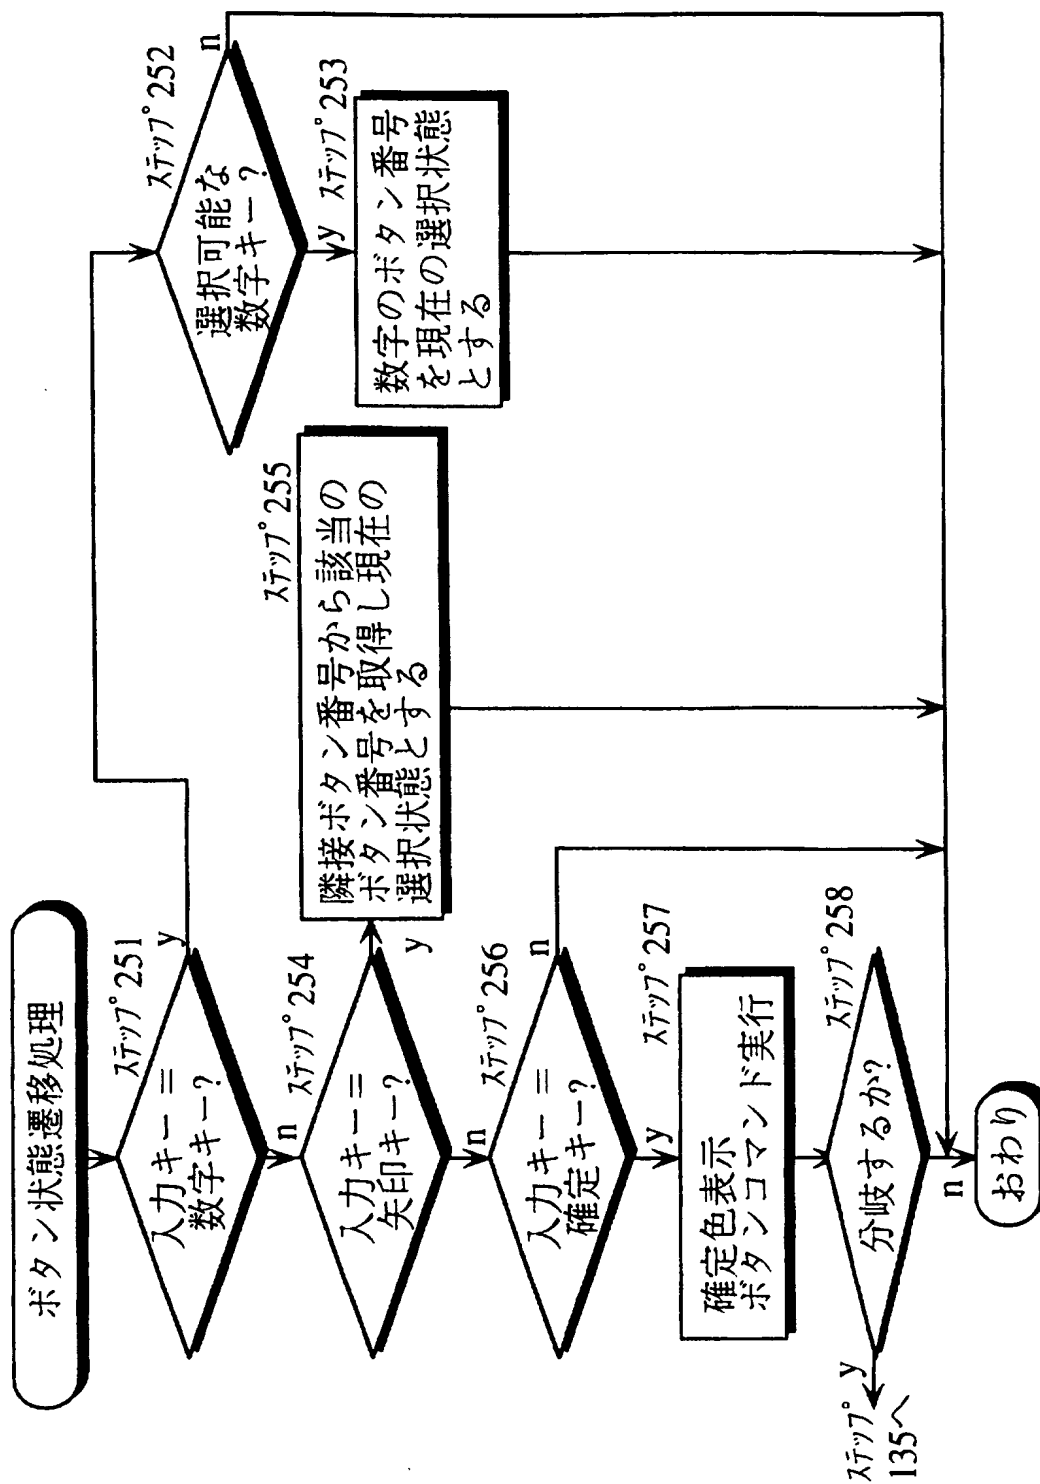 ボタン状態遷移処理
ステップ251
入力キー=
数字キー?
y
n
ステップ252
選択可能な
数字キー?
n
y
ステップ253
数字のボタン番号
を現在の選択状態
とする
ステップ254
入力キー=
矢印キー?
y
n
ステップ255
隣接ボタン番号から該当の
ボタン番号を取得し現在の
選択状態とする
ステップ256
入力キー=
確定キー?
n
y
ステップ257
確定色表示
ボタンコマンド実行
ステップ258
分岐するか?
y
ステップ
135へ
n
おわり